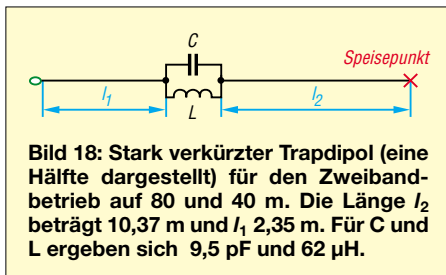 C
Speisepunkt
l₁
L
l₂
Bild 18: Stark verkürzter Trapdipol (eine
Hälfte dargestellt) für den Zweiband-
betrieb auf 80 und 40 m. Die Länge l₂
beträgt 10,37 m und l₁ 2,35 m. Für C und
L ergeben sich 9,5 pF und 62 µH.